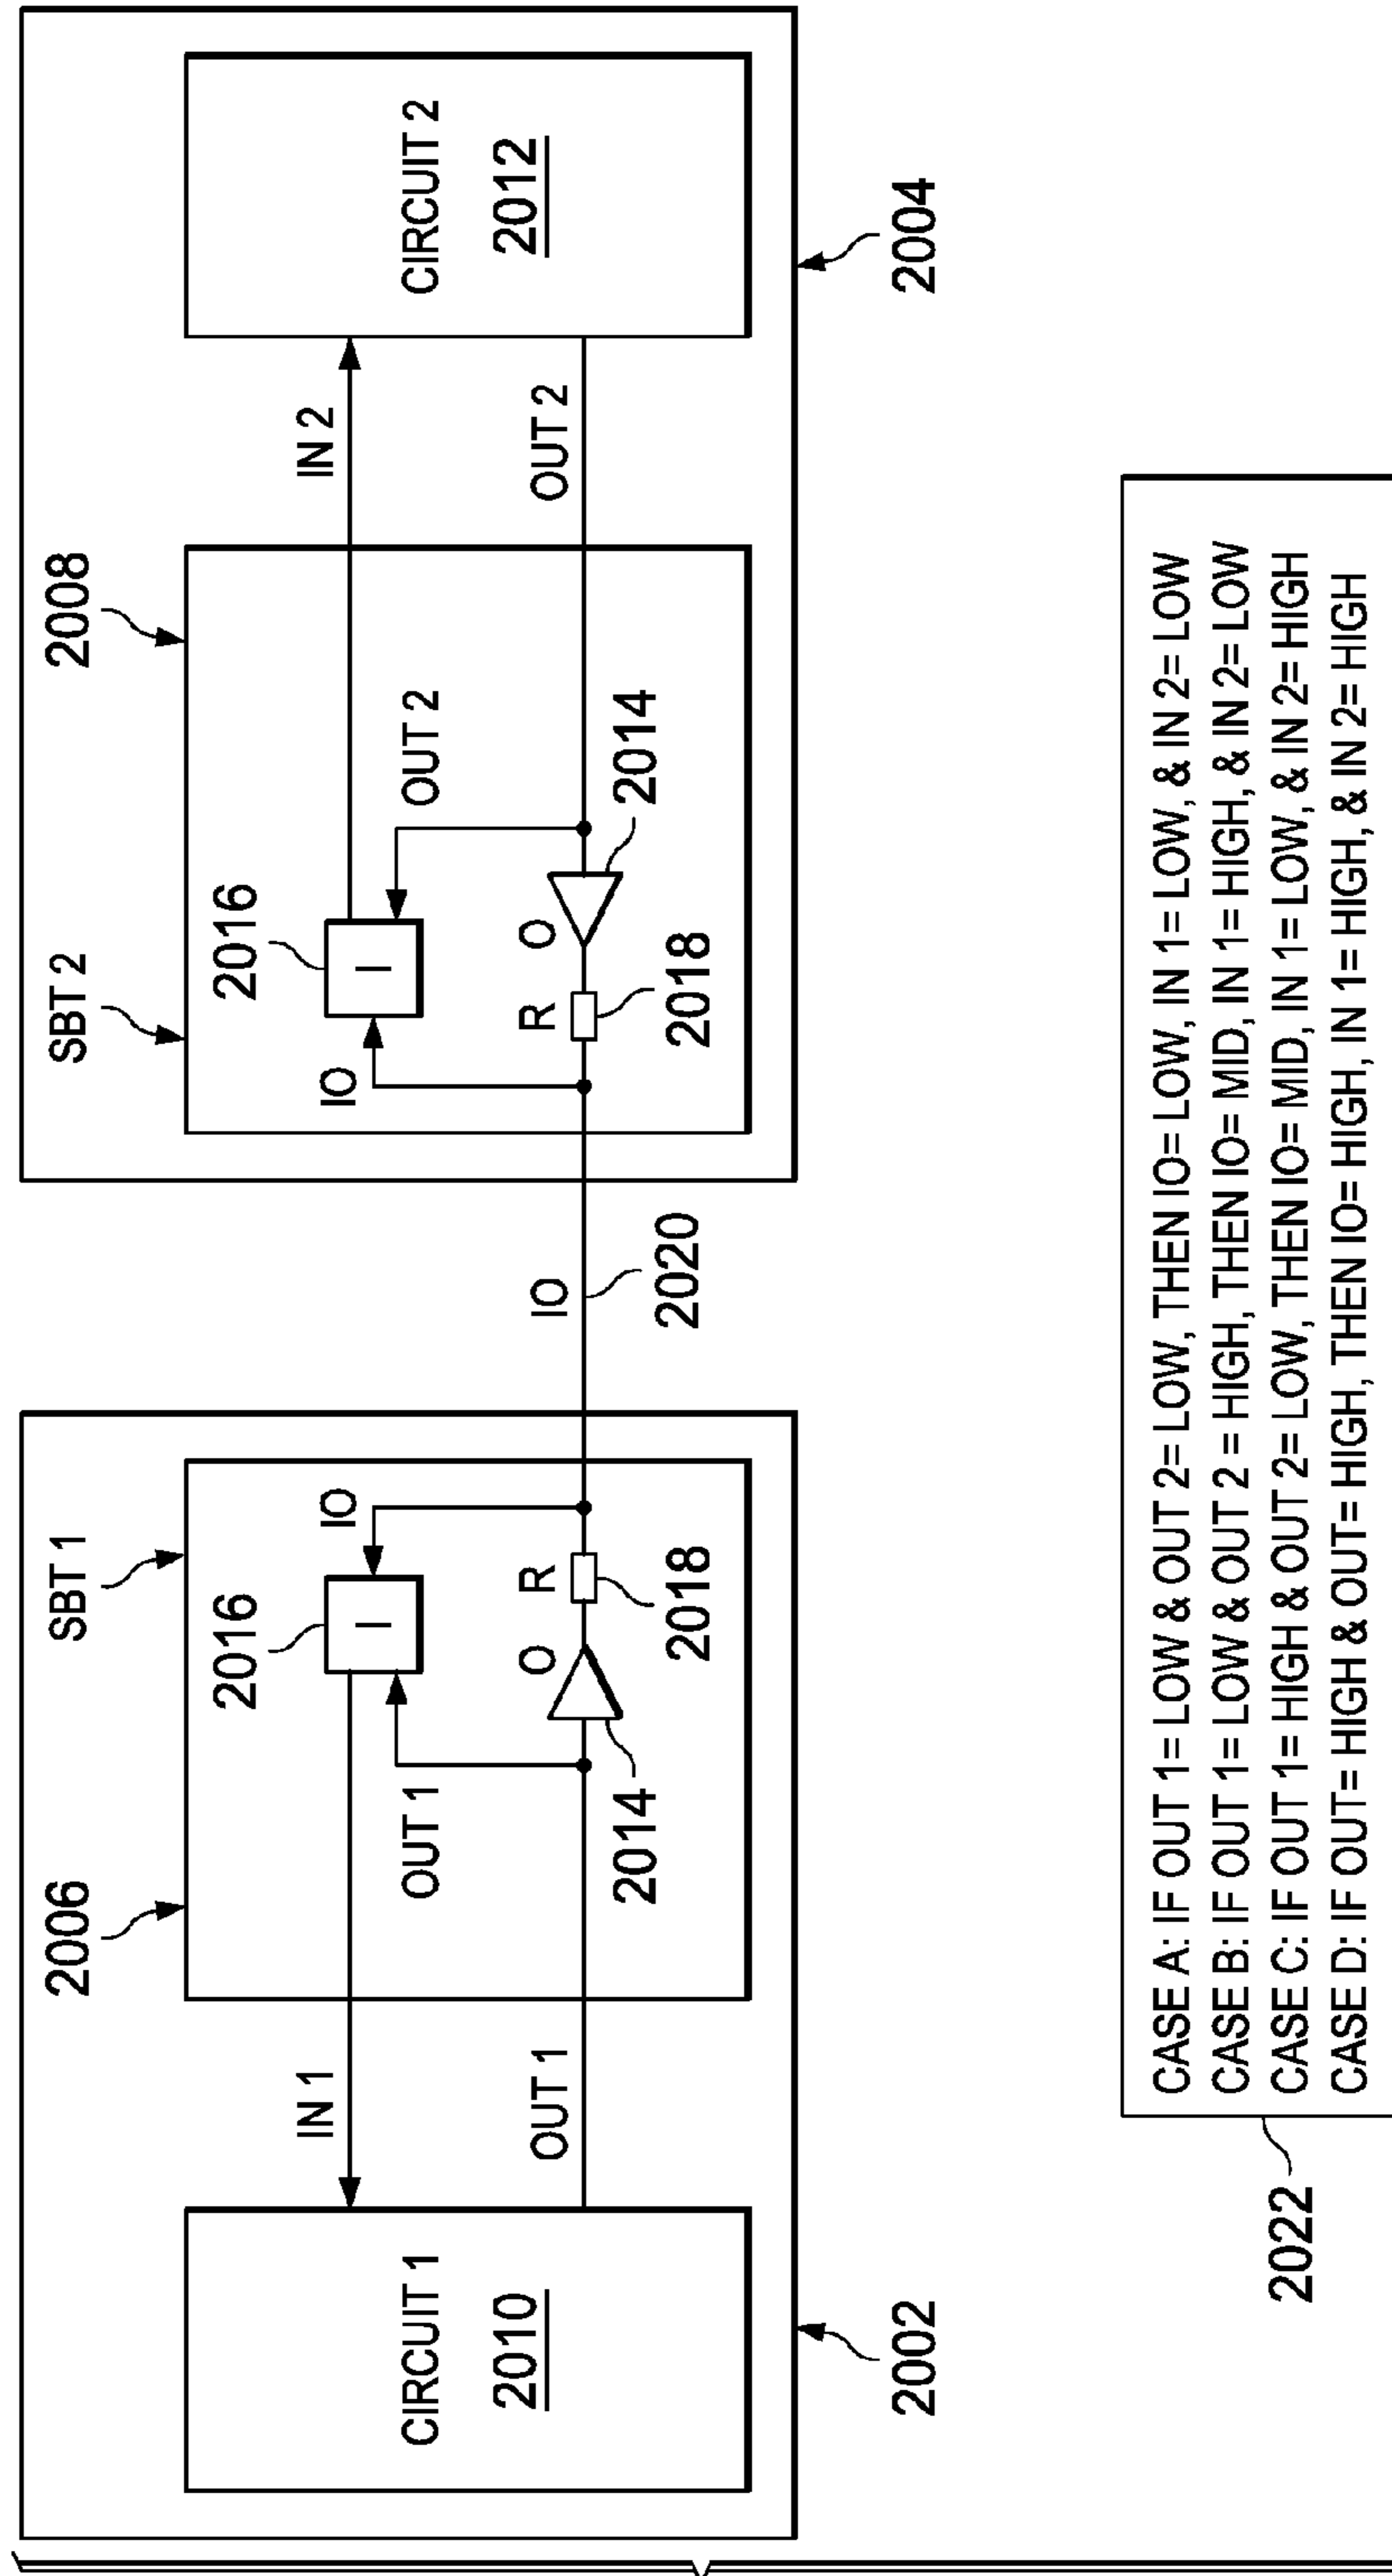 SBT 1
SBT 2
2006
2008
2016
2016
IN 1
IO
IO
IN 2
I
I
CIRCUIT 1
2010
OUT 1
OUT 2
CIRCUIT 2
2012
OUT 1
O
R
IO
R
O
OUT 2
2014
2018
2020
2018
2014
2002
2004
2022
CASE A: IF OUT 1= LOW & OUT 2= LOW, THEN IO= LOW, IN 1= LOW, & IN 2= LOW
CASE B: IF OUT 1= LOW & OUT 2 = HIGH, THEN IO= MID, IN 1= HIGH, & IN 2= LOW
CASE C: IF OUT 1= HIGH & OUT 2= LOW, THEN IO= MID, IN 1= LOW, & IN 2= HIGH
CASE D: IF OUT= HIGH & OUT= HIGH, THEN IO= HIGH, IN 1= HIGH, & IN 2= HIGH